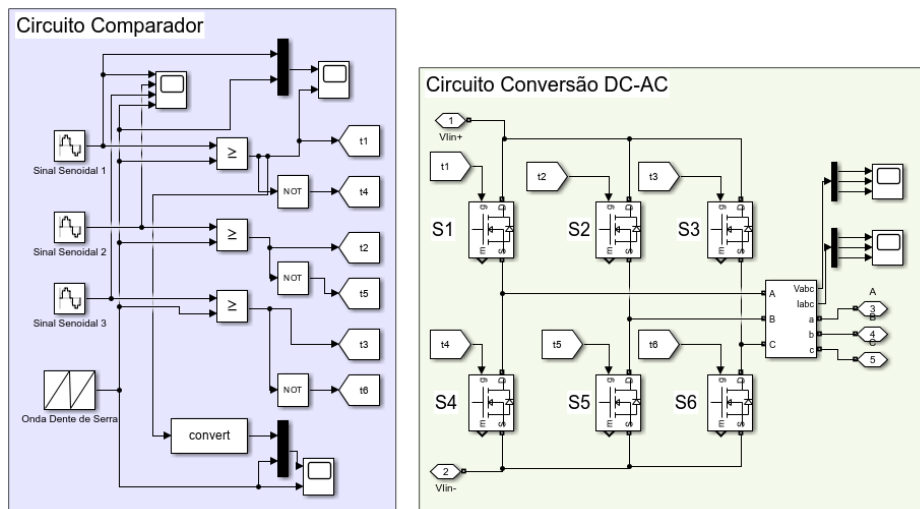 Circuito Comparador
Sinal Senoidal 1
≥
t1
NOT
t4
Sinal Senoidal 2
≥
t2
NOT
t5
Sinal Senoidal 3
≥
t3
NOT
t6
Onda Dente de Serra
convert
Circuito Conversão DC-AC
1
Vlin+
t1
t2
t3
g D
g D
g D
S1
S2
S3
m s
m s
m s
A
B
C
Vabc
Iabc
a
b
c
A
3
B
4
C
5
t4
t5
t6
g D
g D
g D
S4
S5
S6
m s
m s
m s
2
Vlin-